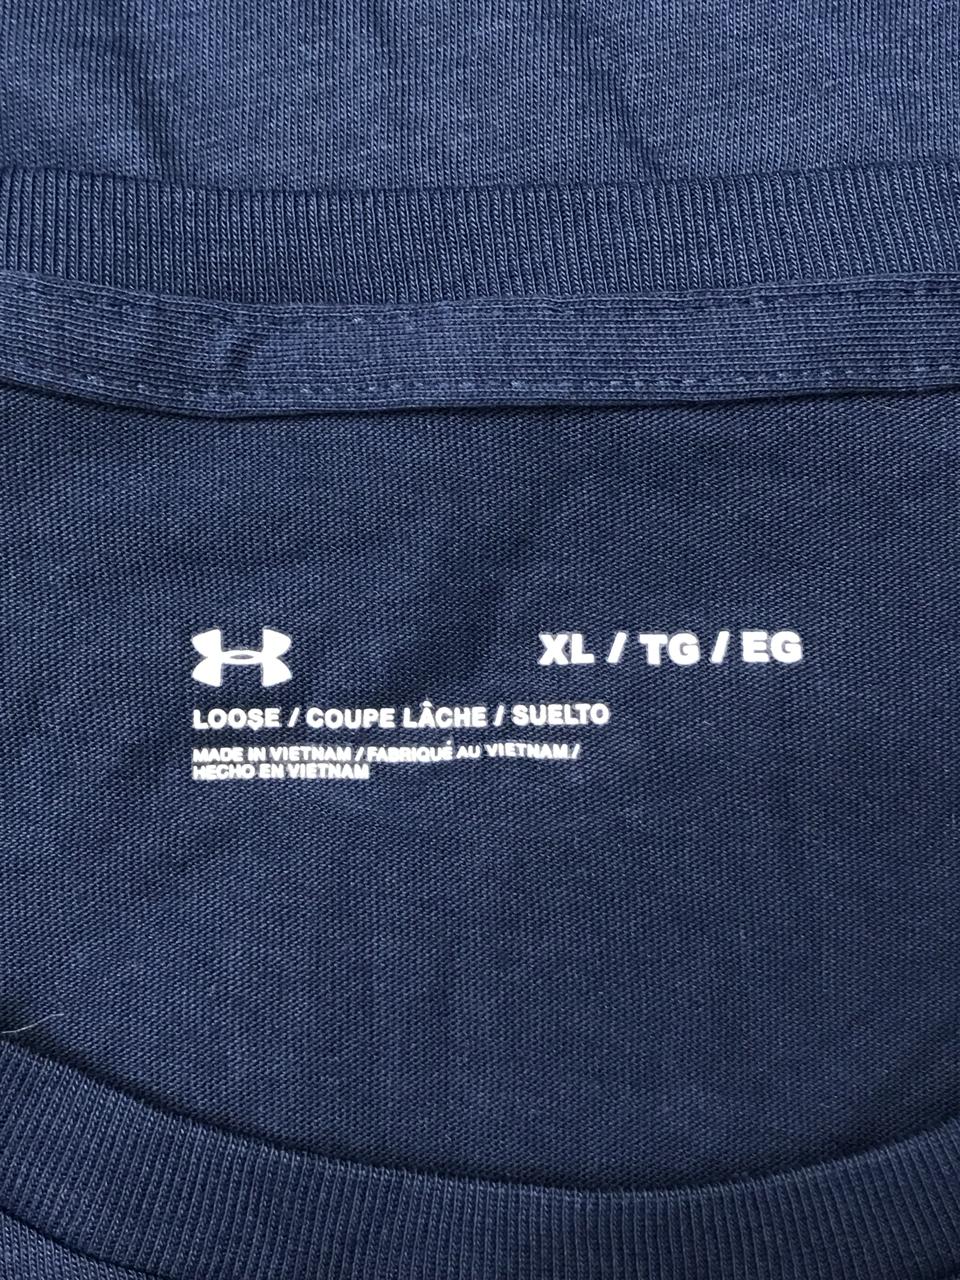 XL / TG / EG
LOOSE / COUPE LÂCHE / SUELTO
MADE IN VIETNAM / FABRIQUÉ AU VIETNAM /
HECHO EN VIETNAM